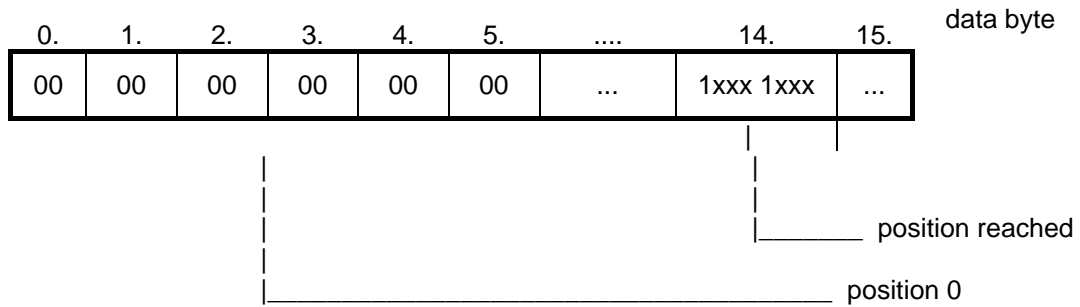 data byte
0. 1. 2. 3. 4. 5. .... 14. 15.
00 00 00 00 00 00 ... 1xxx 1xxx ...
position reached
position 0